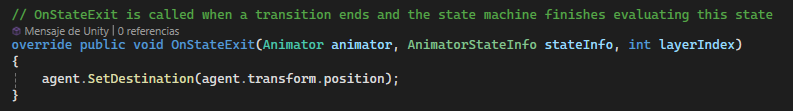 // OnStateExit is called when a transition ends and the state machine finishes evaluating this state
Mensaje de Unity | 0 referencias
override public void OnStateExit(Animator animator, AnimatorStateInfo stateInfo, int layerIndex)
{
    agent.SetDestination(agent.transform.position);
}